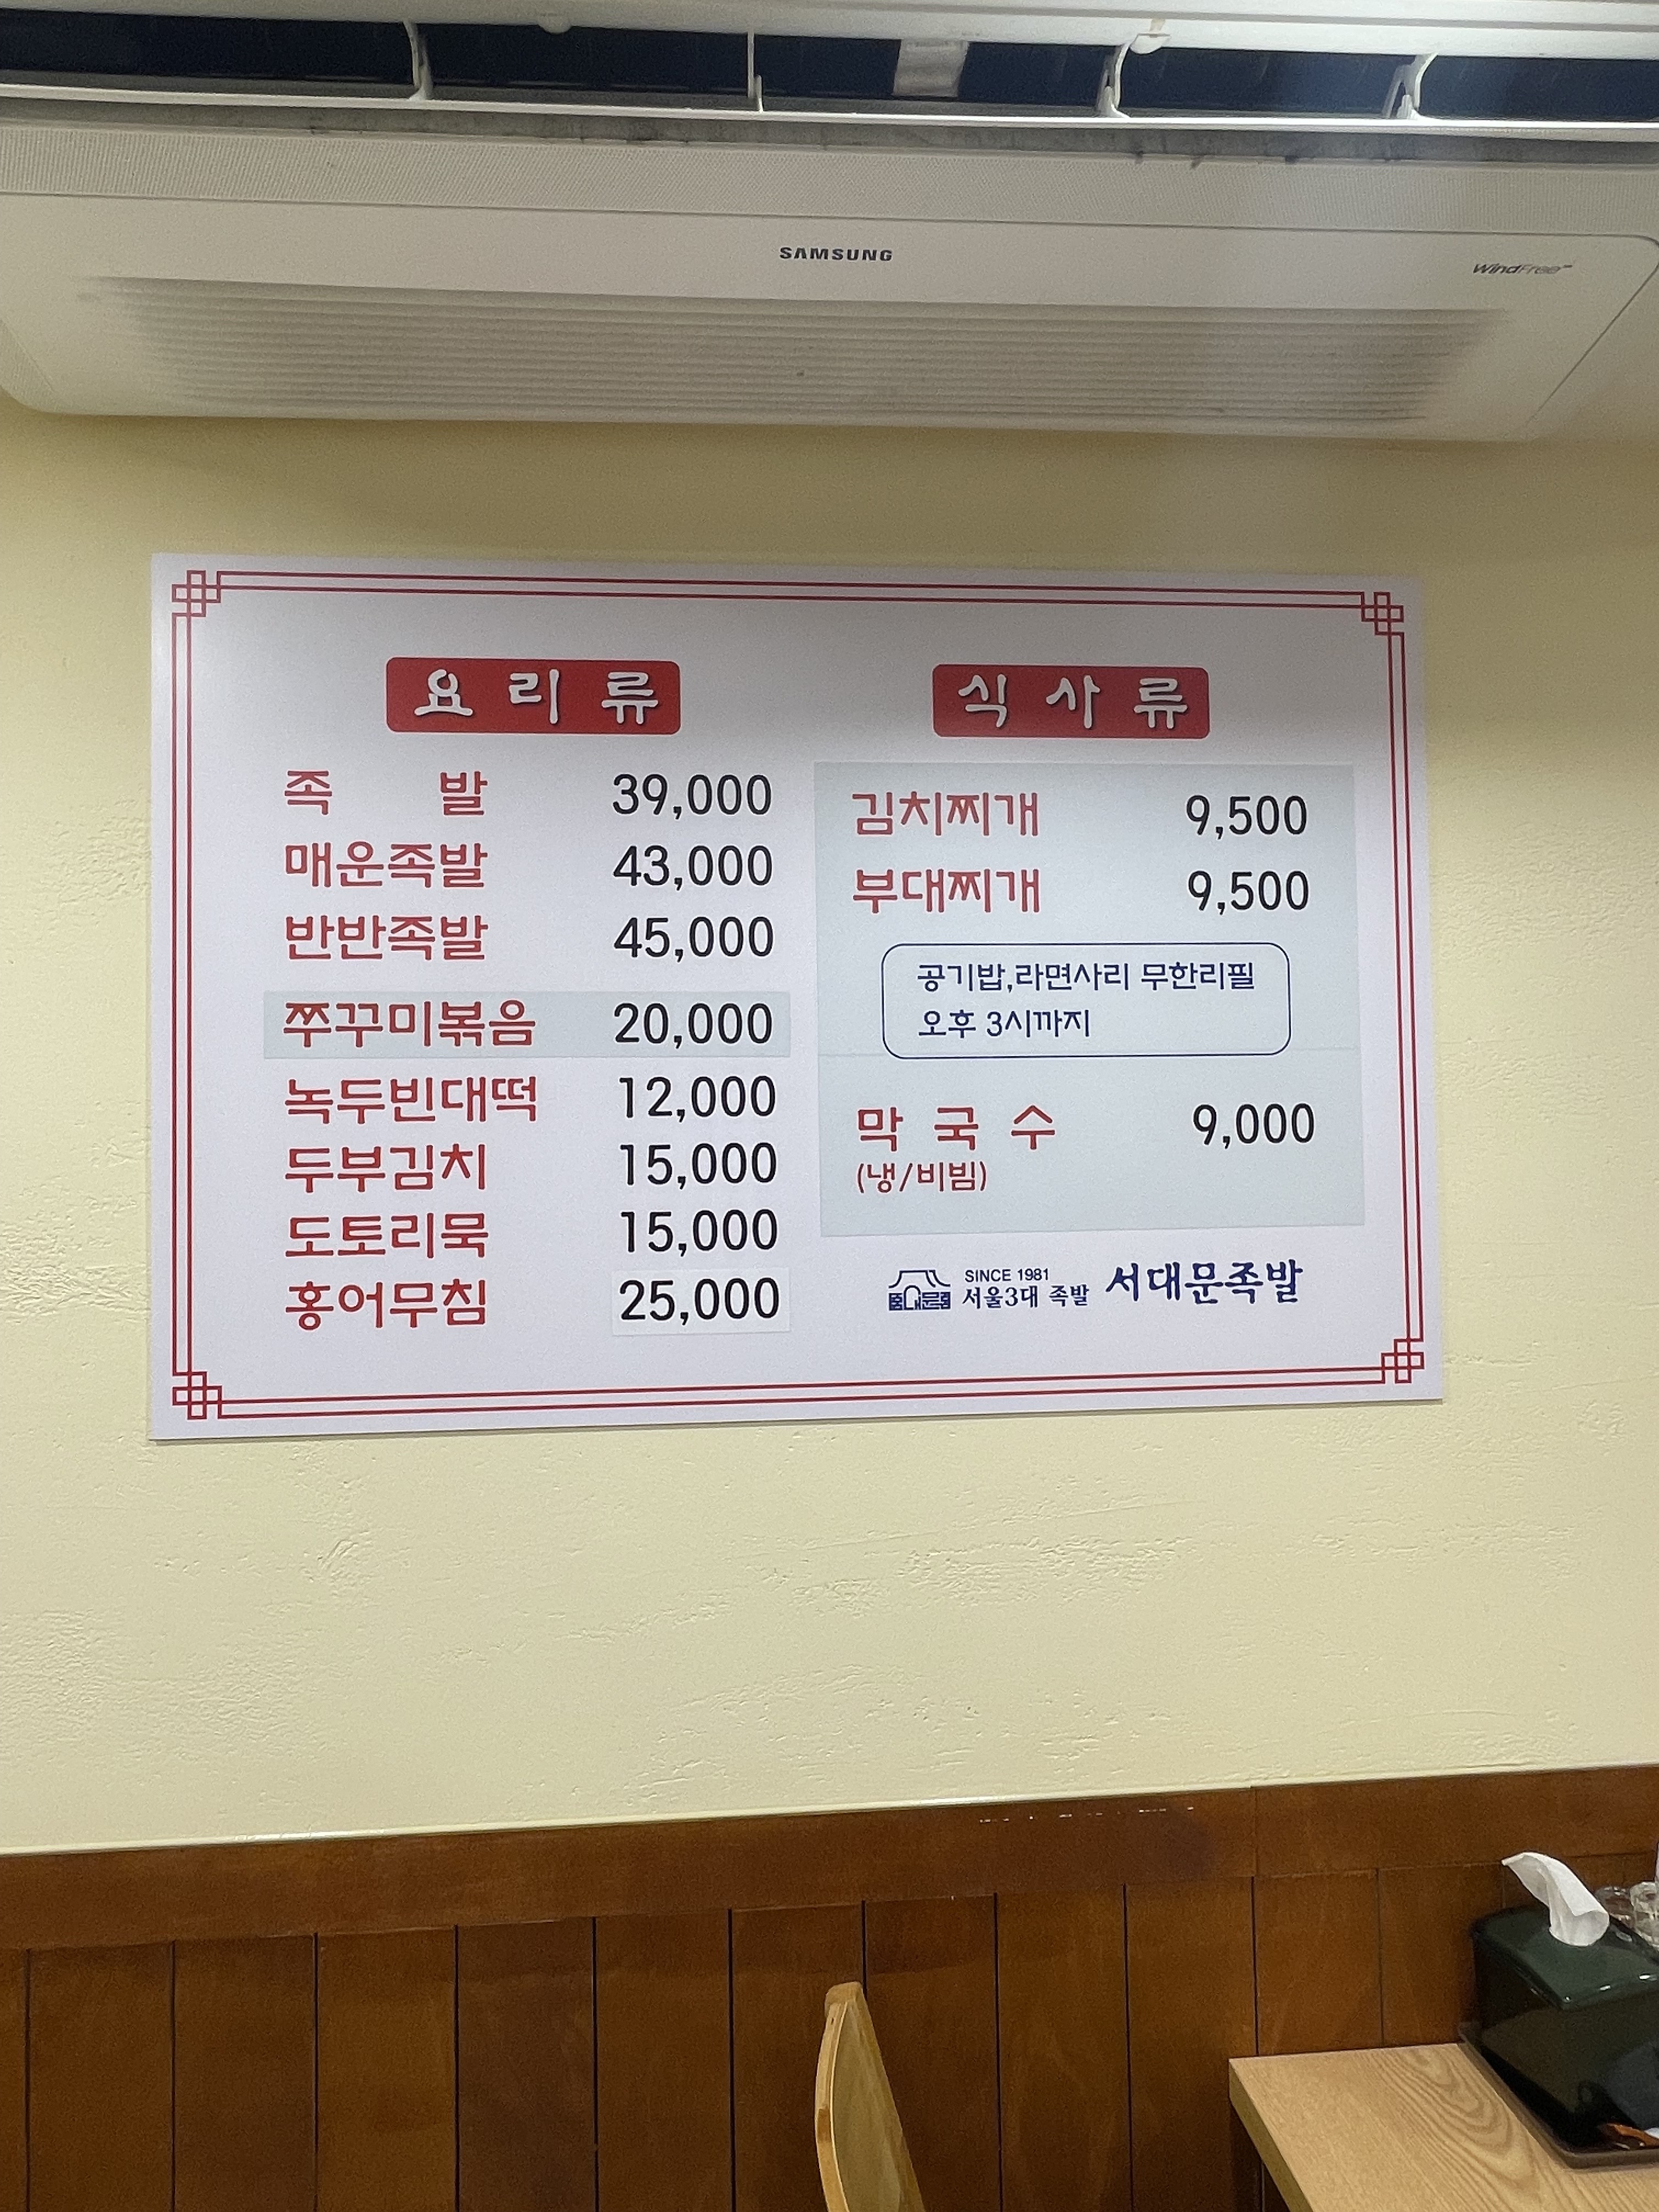 SAMSUNG
WindFree
요리류
족 발 39,000
매운족발 43,000
반반족발 45,000
쭈꾸미볶음 20,000
녹두빈대떡 12,000
두부김치 15,000
도토리묵 15,000
홍어무침 25,000
식사류
김치찌개 9,500
부대찌개 9,500
공기밥,라면사리 무한리필
오후 3시까지
막 국 수 9,000
(냉/비빔)
SINCE 1981
서울3대 족발 서대문족발